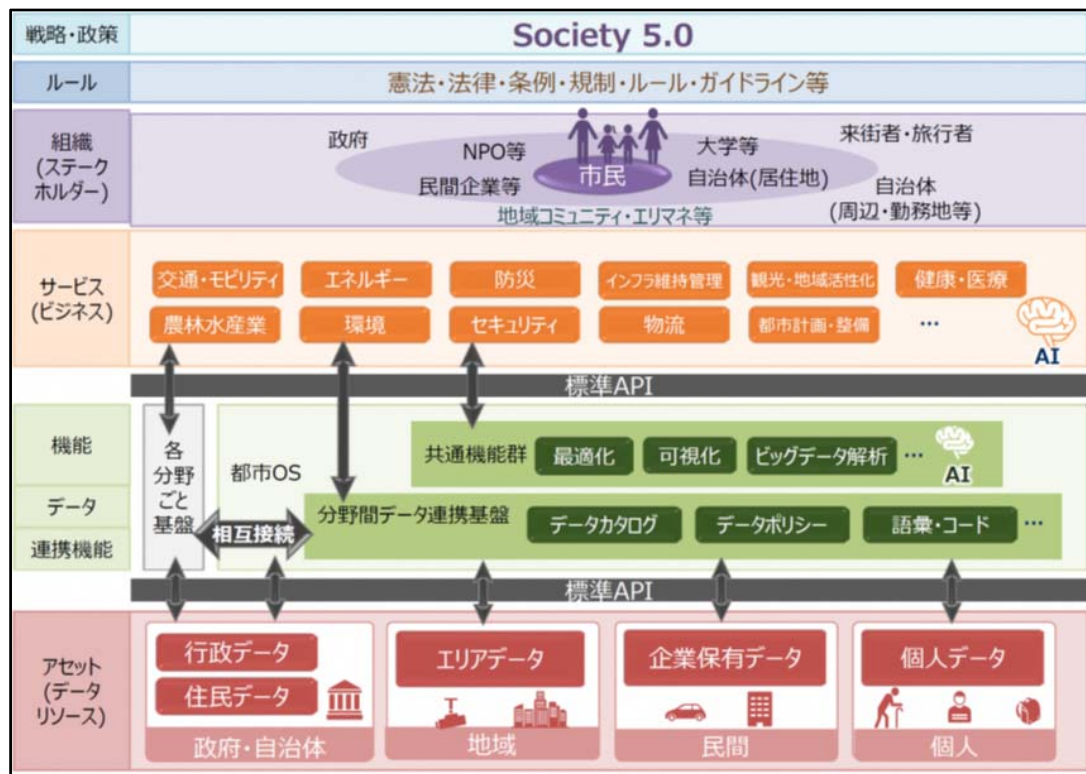 戦略・政策
Society 5.0
ルール
憲法・法律・条例・規制・ルール・ガイドライン等
組織
(ステーク
ホルダー)
政府
NPO等
民間企業等
市民
大学等
自治体(居住地)
来街者・旅行者
自治体
(周辺・勤務地等)
地域コミュニティ・エリマネ等
サービス
(ビジネス)
交通・モビリティ
エネルギー
防災
インフラ維持管理
観光・地域活性化
健康・医療
農林水産業
環境
セキュリティ
物流
都市計画・整備
…
AI
標準API
機能
データ
連携機能
各
分野
ごと
基盤
都市OS
共通機能群
最適化
可視化
ビッグデータ解析
…
AI
相互接続
分野間データ連携基盤
データカタログ
データポリシー
語彙・コード
…
標準API
アセット
(データ
リソース)
行政データ
住民データ
政府・自治体
エリアデータ
地域
企業保有データ
民間
個人データ
個人